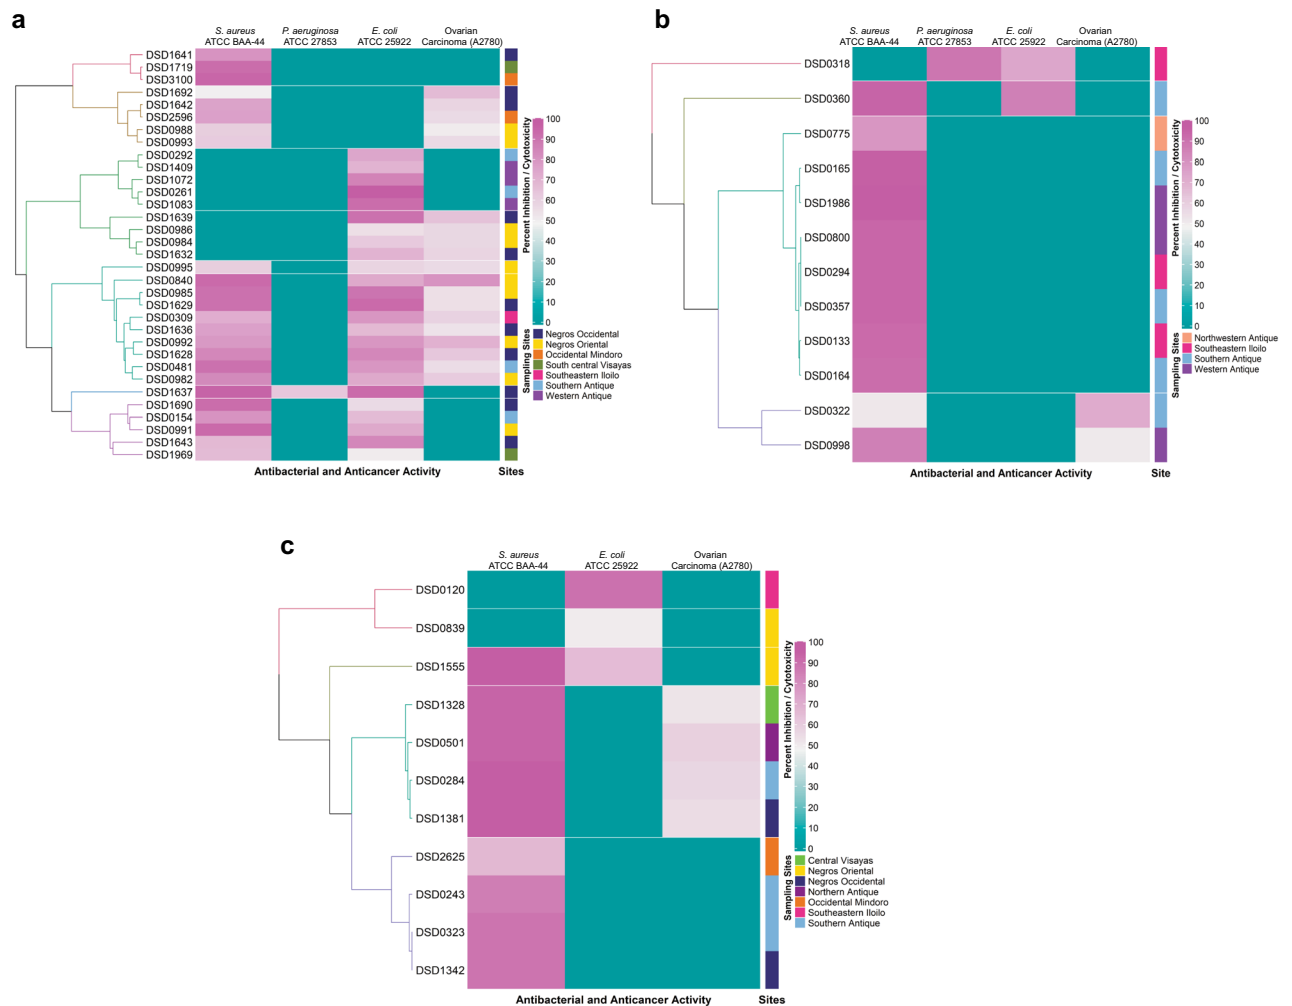 a
S. aureus P. aeruginosa E. coli Ovarian
ATCC BAA-44 ATCC 27853 ATCC 25922 Carcinoma (A2780)
DSD1641
DSD1719
DSD3100
DSD1692
DSD1642
DSD2596
DSD0988
DSD0993
DSD0292
DSD1409
DSD1072
DSD0261
DSD1083
DSD1639
DSD0986
DSD0984
DSD1632
DSD0995
DSD0840
DSD0985
DSD1629
DSD0309
DSD1636
DSD0992
DSD1628
DSD0481
DSD0982
DSD1637
DSD1690
DSD0154
DSD0991
DSD1643
DSD1969
Percent Inhibition / Cytotoxicity
100
90
80
70
60
50
40
30
20
10
0
Sampling Sites
Negros Occidental
Negros Oriental
Occidental Mindoro
South central Visayas
Southeastern Iloilo
Southern Antique
Western Antique
Antibacterial and Anticancer Activity Sites
b
S. aureus P. aeruginosa E. coli Ovarian
ATCC BAA-44 ATCC 27853 ATCC 25922 Carcinoma (A2780)
DSD0318
DSD0360
DSD0775
DSD0165
DSD1986
DSD0800
DSD0294
DSD0357
DSD0133
DSD0164
DSD0322
DSD0998
Percent Inhibition / Cytotoxicity
100
90
80
70
60
50
40
30
20
10
0
Sampling Sites
Northwestern Antique
Southeastern Iloilo
Southern Antique
Western Antique
Antibacterial and Anticancer Activity Site
c
S. aureus E. coli Ovarian
ATCC BAA-44 ATCC 25922 Carcinoma (A2780)
DSD0120
DSD0839
DSD1555
DSD1328
DSD0501
DSD0284
DSD1381
DSD2625
DSD0243
DSD0323
DSD1342
Percent Inhibition / Cytotoxicity
100
90
80
70
60
50
40
30
20
10
0
Sampling Sites
Central Visayas
Negros Oriental
Negros Occidental
Northern Antique
Occidental Mindoro
Southeastern Iloilo
Southern Antique
Antibacterial and Anticancer Activity Sites